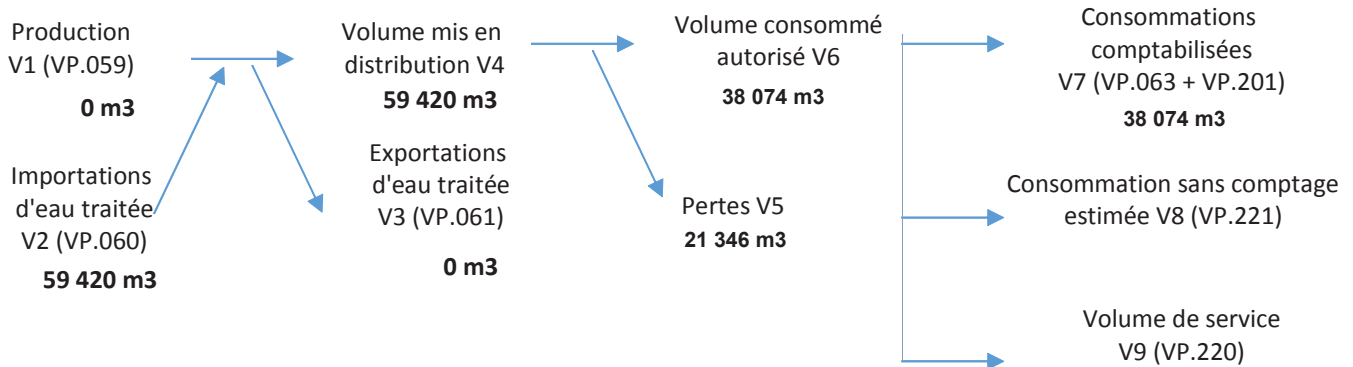 Production
V1 (VP.059)
0 m3
Importations
d'eau traitée
V2 (VP.060)
59 420 m3
Volume mis en
distribution V4
59 420 m3
Exportations
d'eau traitée
V3 (VP.061)
0 m3
Volume consommé
autorisé V6
38 074 m3
Pertes V5
21 346 m3
Consommations
comptabilisées
V7 (VP.063 + VP.201)
38 074 m3
Consommation sans comptage
estimée V8 (VP.221)
Volume de service
V9 (VP.220)